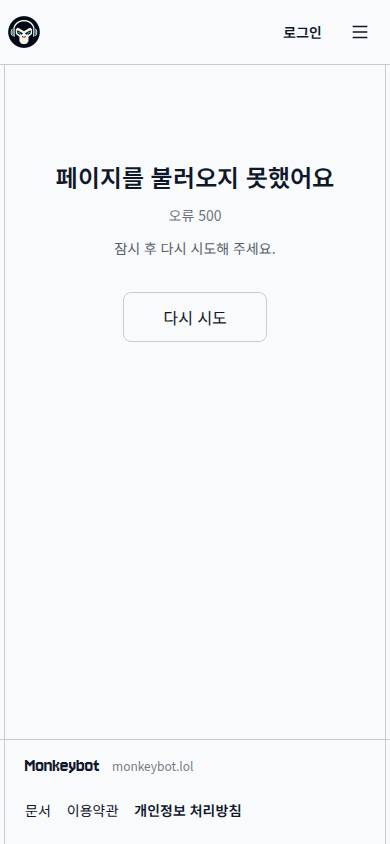 로그인
페이지를 불러오지 못했어요
오류 500
잠시 후 다시 시도해 주세요.
다시 시도
Monkeybot monkeybot.lol
문서 이용약관 개인정보 처리방침